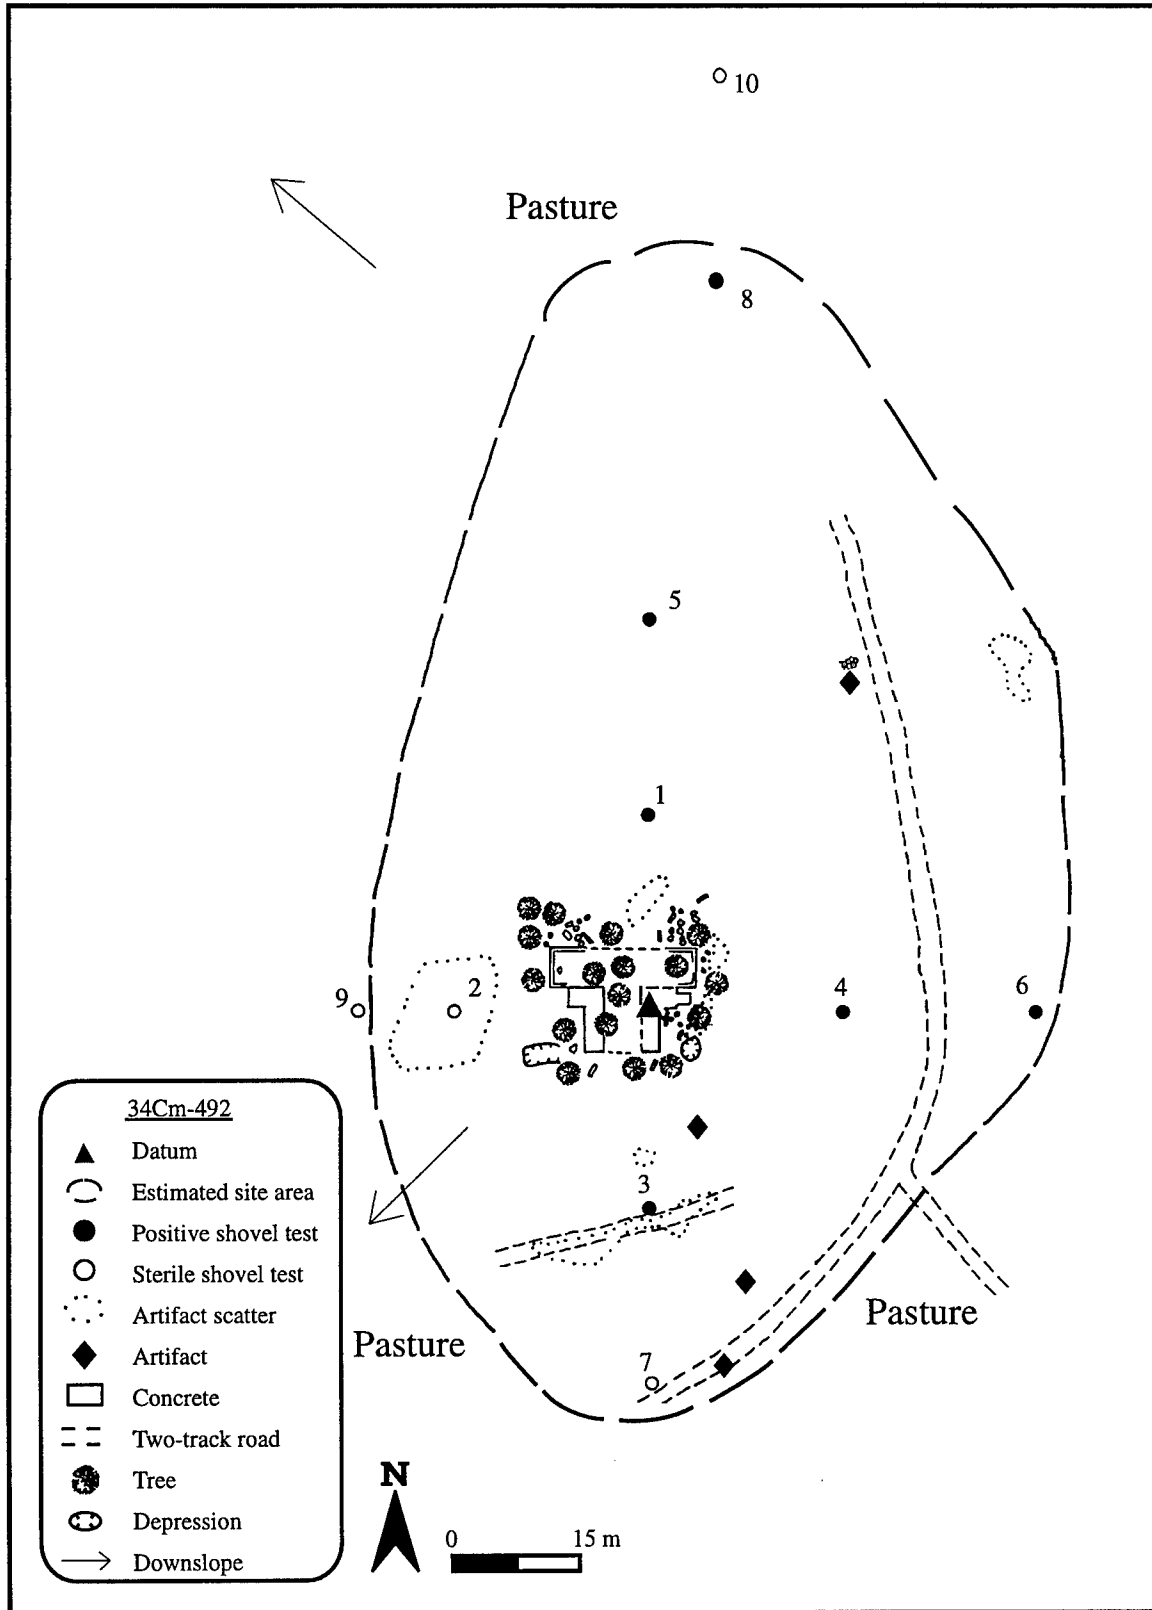 10
Pasture
8
5
1
9
2
4
6
3
7
Pasture
Pasture
34Cm-492
Datum
Estimated site area
Positive shovel test
Sterile shovel test
Artifact scatter
Artifact
Concrete
Two-track road
Tree
Depression
Downslope
N
0 15 m